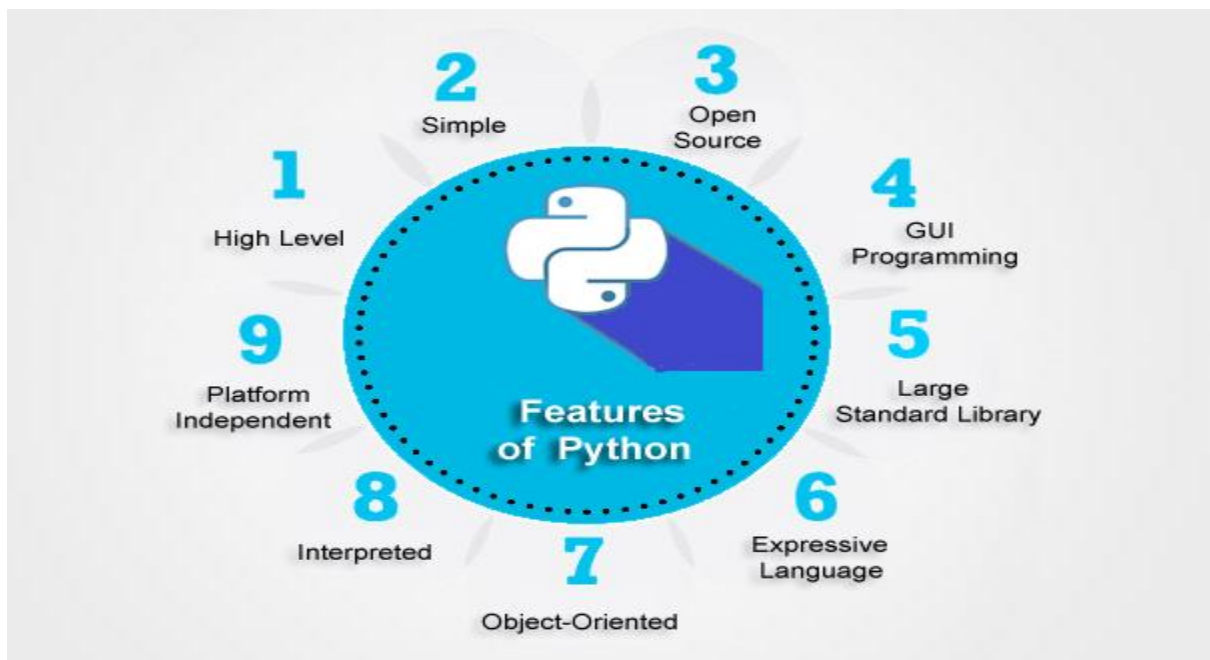 1
High Level
2
Simple
3
Open
Source
4
GUI
Programming
5
Large
Standard Library
6
Expressive
Language
7
Object-Oriented
8
Interpreted
9
Platform
Independent
Features
of Python